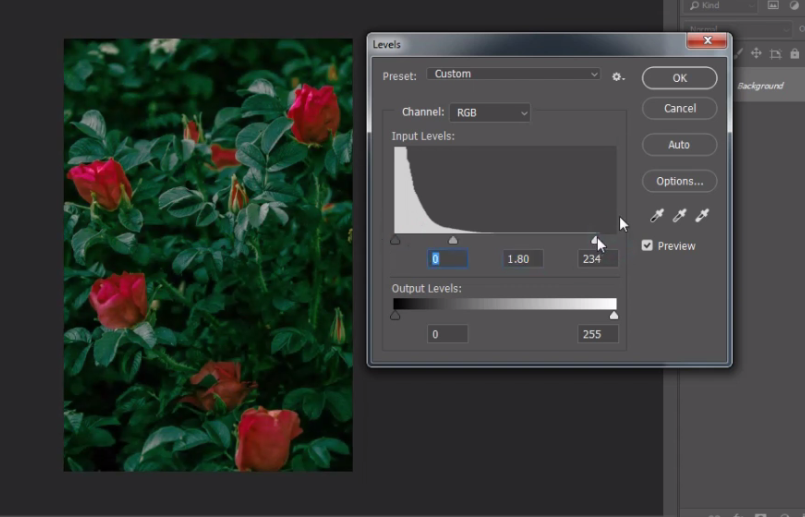 Kind
Normal
Levels
Preset: Custom
OK
Cancel
Channel: RGB
Input Levels:
Auto
Options...
Preview
0 1.80 234
Output Levels:
0 255
Background